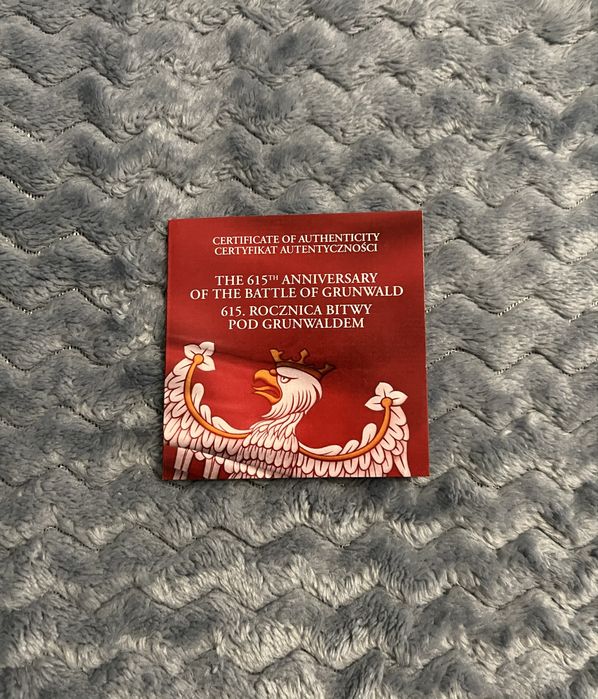 CERTIFICATE OF AUTHENTICITY
CERTYFIKAT AUTENTYCZNOŚCI
THE 615TH ANNIVERSARY
OF THE BATTLE OF GRUNWALD
615. ROCZNICA BITWY
POD GRUNWALDEM